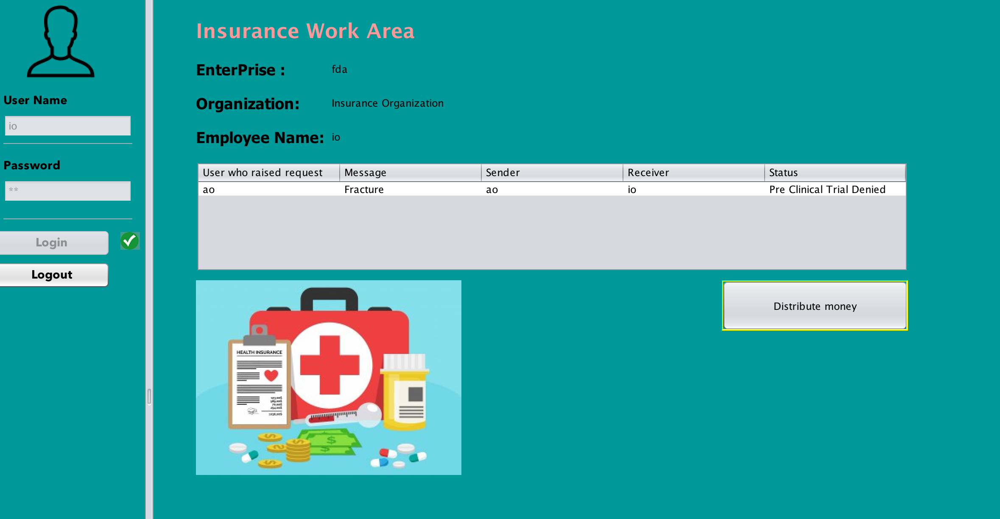 User Name
io
Password
**
Login
Logout
Insurance Work Area
EnterPrise : fda
Organization: Insurance Organization
Employee Name: io
User who raised request Message Sender Receiver Status
ao Fracture ao io Pre Clinical Trial Denied
Distribute money
HEALTH INSURANCE
$
$